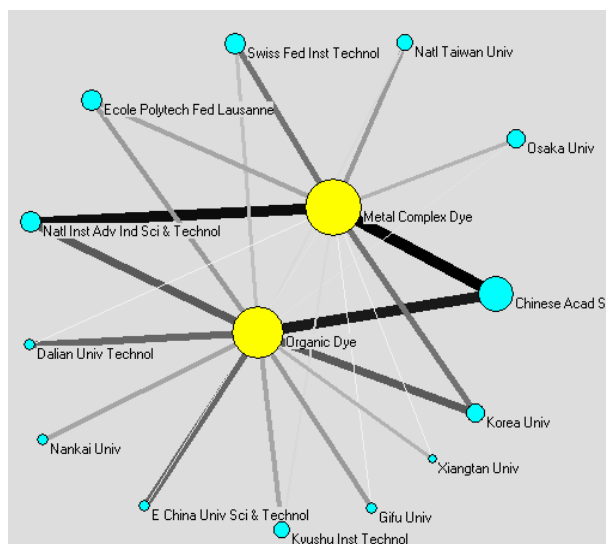 Swiss Fed Inst Technol
Natl Taiwan Univ
Ecole Polytech Fed Lausanne
Osaka Univ
Metal Complex Dye
Natl Inst Adv Ind Sci & Technol
Chinese Acad S
Organic Dye
Dalian Univ Technol
Korea Univ
Nankai Univ
Xiangtan Univ
E China Univ Sci & Technol
Gifu Univ
Kyushu Inst Technol